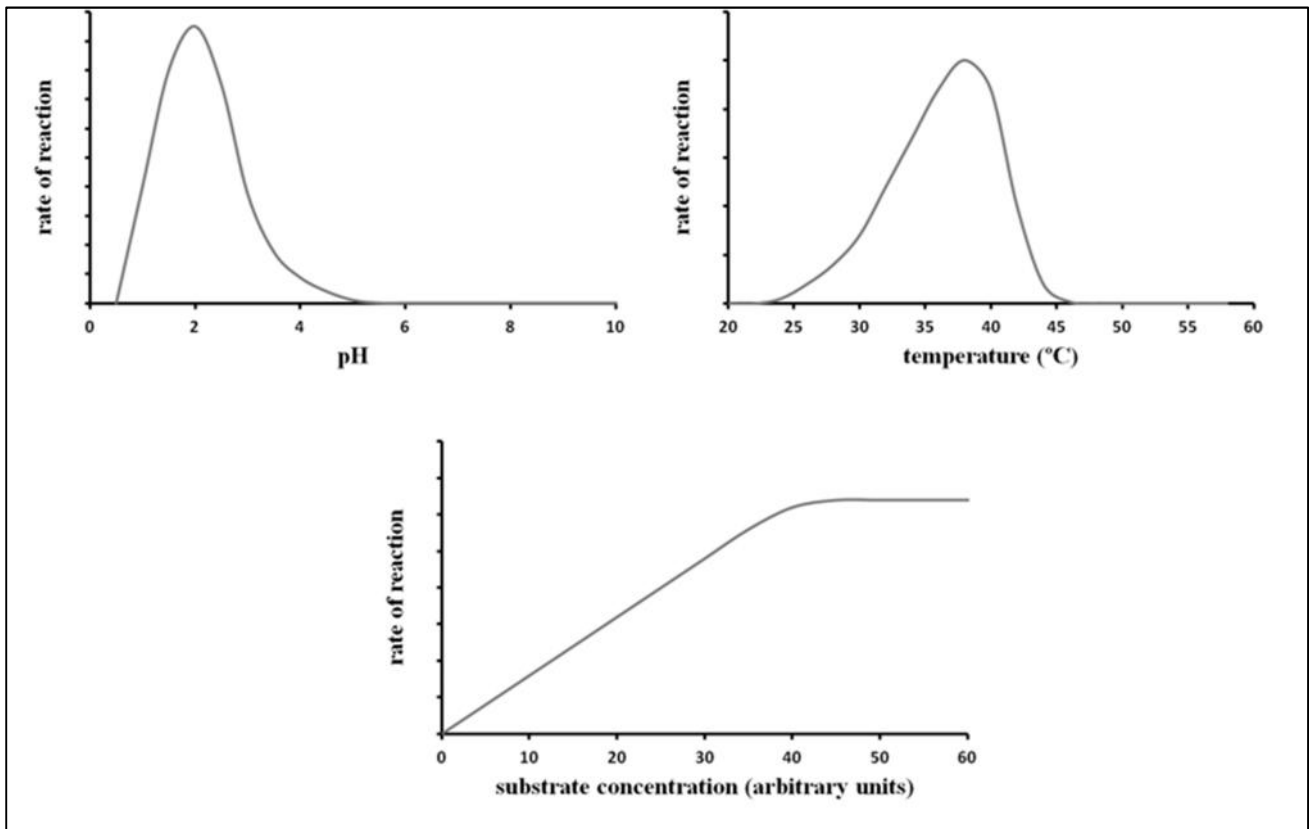 rate of reaction
0 2 4 6 8 10
pH
rate of reaction
20 25 30 35 40 45 50 55 60
temperature (°C)
rate of reaction
0 10 20 30 40 50 60
substrate concentration (arbitrary units)